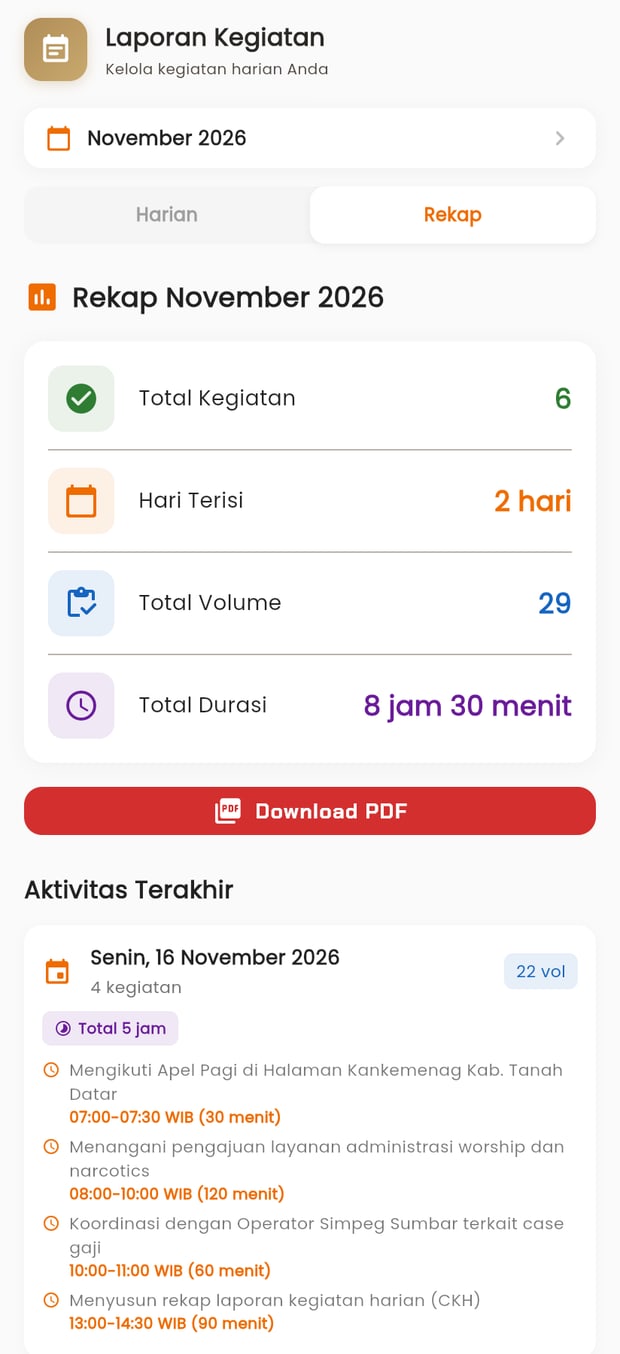 Laporan Kegiatan
Kelola kegiatan harian Anda
November 2026
Harian
Rekap
Rekap November 2026
Total Kegiatan
6
Hari Terisi
2 hari
Total Volume
29
Total Durasi
8 jam 30 menit
PDF
Download PDF
Aktivitas Terakhir
Senin, 16 November 2026
4 kegiatan
22 vol
Total 5 jam
Mengikuti Apel Pagi di Halaman Kankemenag Kab. Tanah
Datar
07:00-07:30 WIB (30 menit)
Menangani pengajuan layanan administrasi worship dan
narcotics
08:00-10:00 WIB (120 menit)
Koordinasi dengan Operator Simpeg Sumbar terkait case
gaji
10:00-11:00 WIB (60 menit)
Menyusun rekap laporan kegiatan harian (CKH)
13:00-14:30 WIB (90 menit)